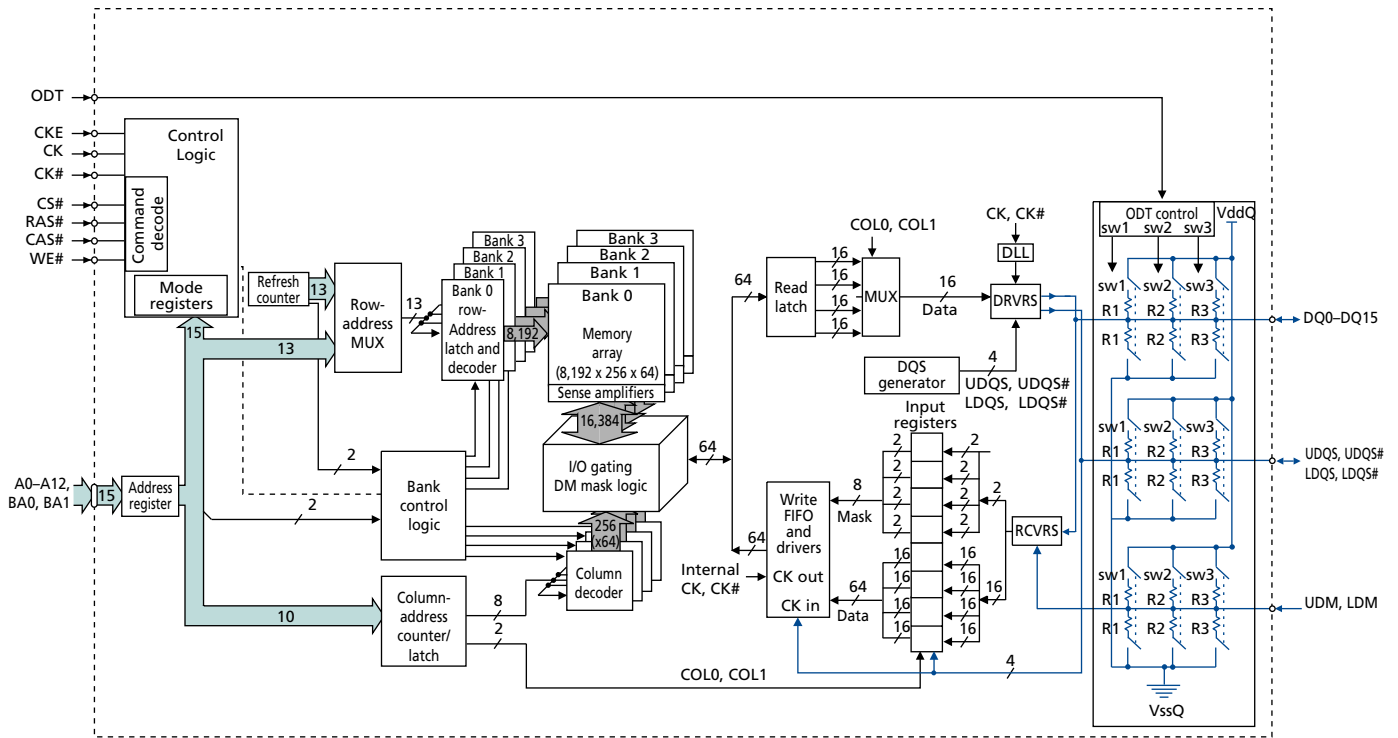 ODT
CKE
CK
CK#
CS#
RAS#
CAS#
WE#
Control
Logic
Command
decode
Mode
registers
15
Refresh
counter
13
13
Row-
address
MUX
13
Bank 3
Bank 2
Bank 1
Bank 0
row-
Address
latch and
decoder
8,192
Bank 3
Bank 2
Bank 1
Bank 0
Memory
array
(8,192 x 256 x 64)
Sense amplifiers
16,384
I/O gating
DM mask logic
256
(x64)
Column
decoder
A0–A12,
BA0, BA1
15
Address
register
2
2
Bank
control
logic
10
Column-
address
counter/
latch
8
2
COL0, COL1
64
64
64
Read
latch
16
16
16
16
COL0, COL1
MUX
16
Data
CK, CK#
DLL
DRVRS
DQS
generator
4
UDQS, UDQS#
LDQS, LDQS#
Input
registers
2
2
2
2
2
2
2
2
2
8
Mask
Write
FIFO
and
drivers
CK out
CK in
Internal
CK, CK#
64
Data
16
16
16
16
16
16
16
16
16
RCVRS
4
ODT control
sw1 sw2 sw3
VddQ
sw1 sw2 sw3
R1 R2 R3
R1 R2 R3
sw1 sw2 sw3
R1 R2 R3
R1 R2 R3
sw1 sw2 sw3
R1 R2 R3
R1 R2 R3
VssQ
DQ0–DQ15
UDQS, UDQS#
LDQS, LDQS#
UDM, LDM